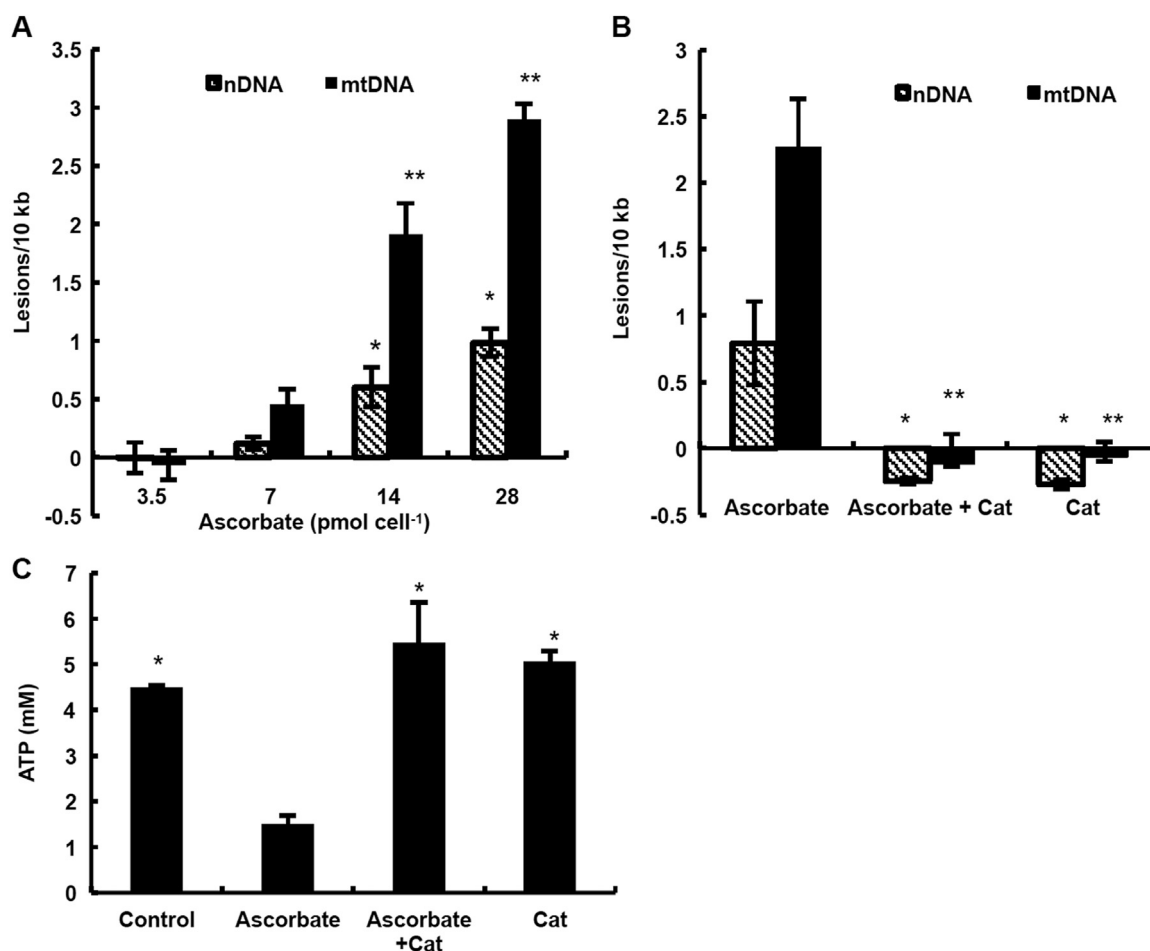 A
3.5
3
2.5
2
1.5
1
0.5
0
-0.5
Lesions/10 kb
nDNA mtDNA
**
**
*
*
3.5 7 14 28
Ascorbate (pmol cell⁻¹)
B
3
2.5
2
1.5
1
0.5
0
-0.5
Lesions/10 kb
nDNA mtDNA
* ** * **
Ascorbate Ascorbate + Cat Cat
C
7
6
5
4
3
2
1
0
ATP (mM)
* * *
Control Ascorbate Ascorbate Cat
+Cat